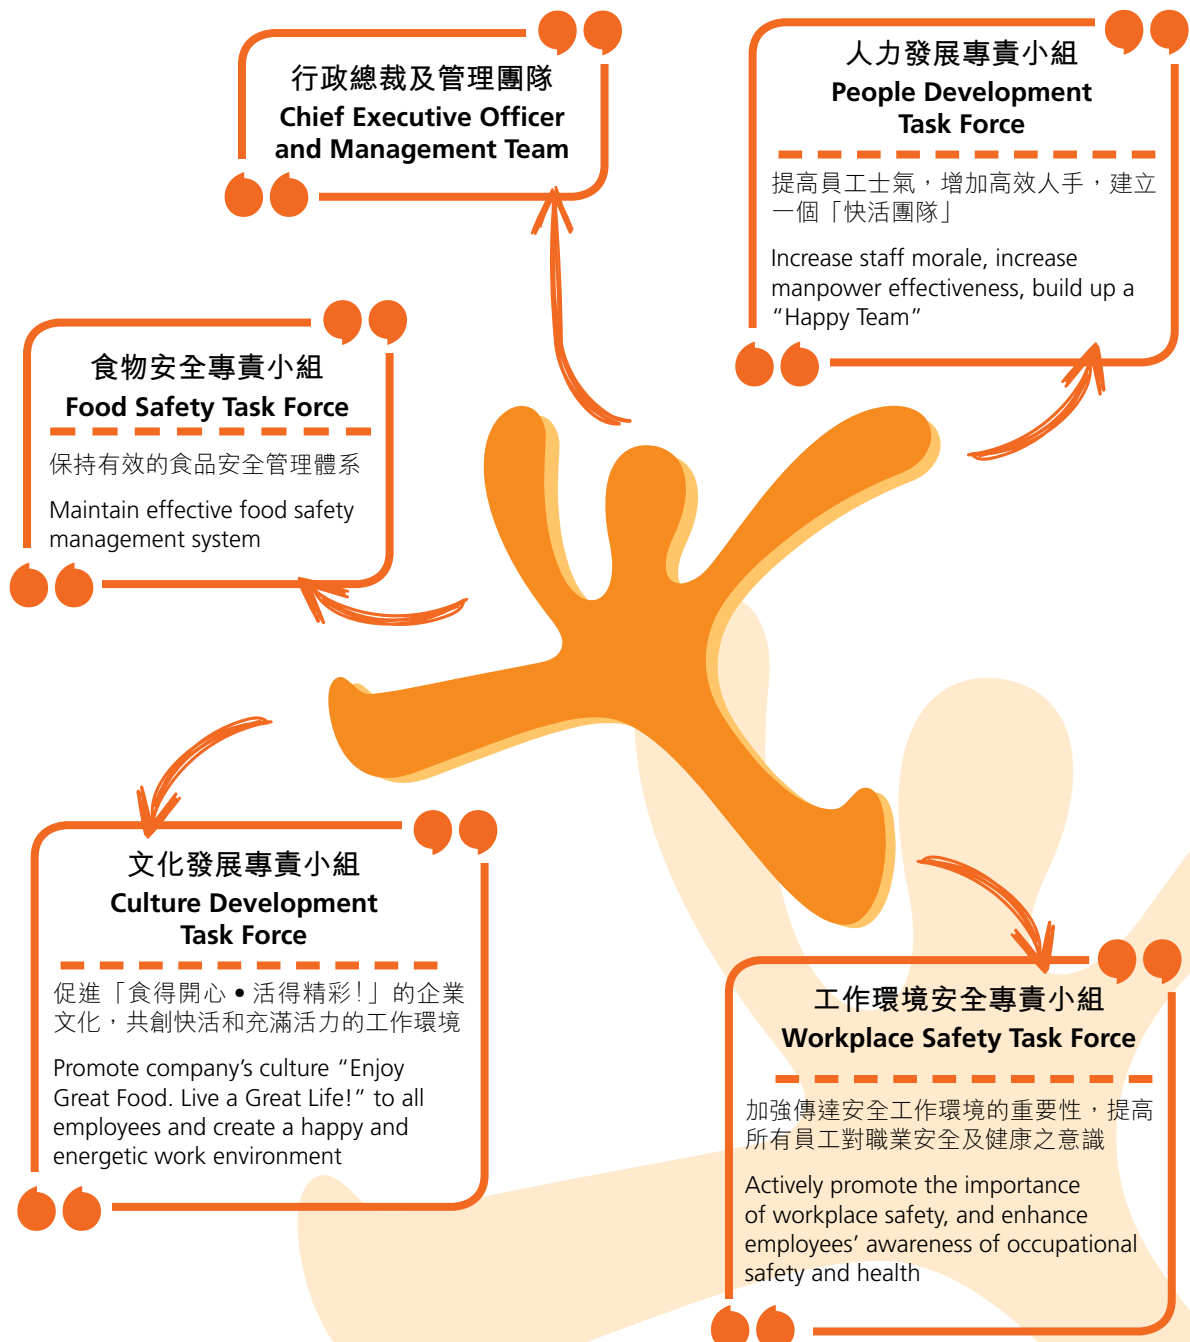 行政總裁及管理團隊
Chief Executive Officer
and Management Team
人力發展專責小組
People Development
Task Force
提高員工士氣，增加高效人手，建立
一個「快活團隊」
Increase staff morale, increase
manpower effectiveness, build up a
“Happy Team”
食物安全專責小組
Food Safety Task Force
保持有效的食品安全管理體系
Maintain effective food safety
management system
文化發展專責小組
Culture Development
Task Force
促進「食得開心•活得精彩！」的企業
文化，共創快活和充滿活力的工作環境
Promote company’s culture “Enjoy
Great Food. Live a Great Life!” to all
employees and create a happy and
energetic work environment
工作環境安全專責小組
Workplace Safety Task Force
加強傳達安全工作環境的重要性，提高
所有員工對職業安全及健康之意識
Actively promote the importance
of workplace safety, and enhance
employees’ awareness of occupational
safety and health